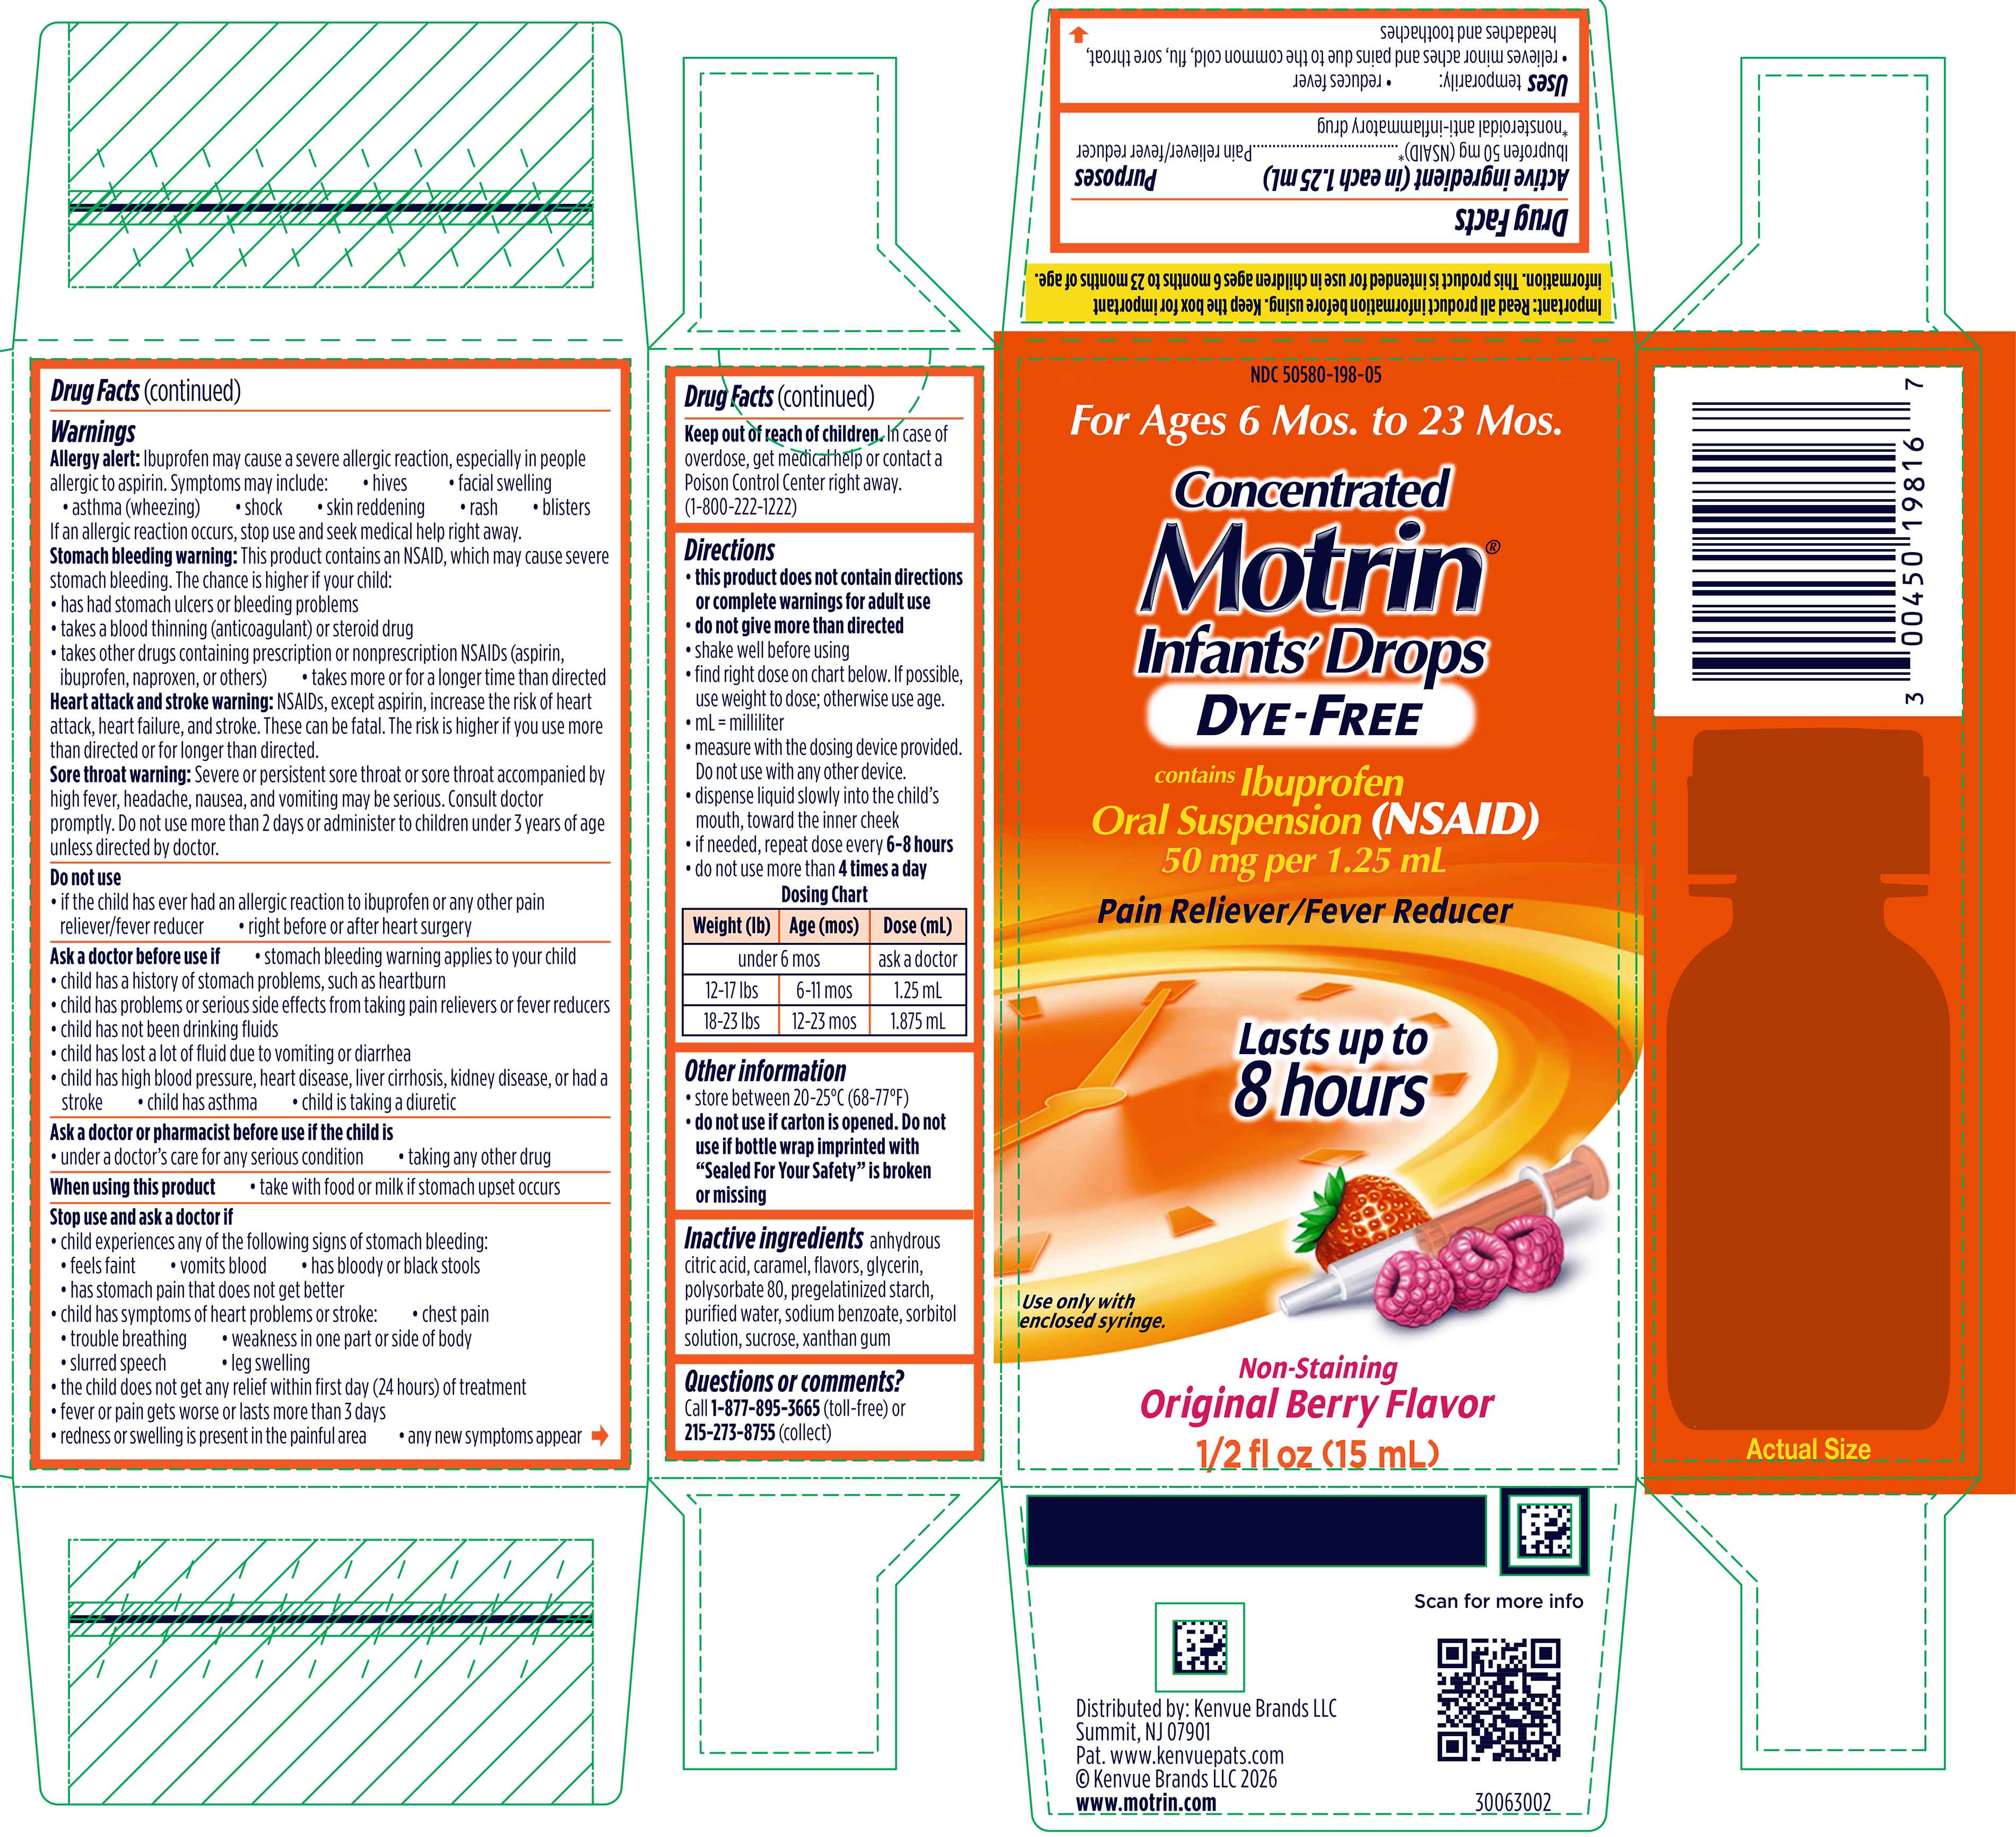 Drug Facts
Active ingredient (in each 1.25 mL) Purposes
Ibuprofen 50 mg (NSAID)*......................................Pain reliever/fever reducer
*nonsteroidal anti-inflammatory drug
Uses temporarily: • reduces fever
• relieves minor aches and pains due to the common cold, flu, sore throat,
headaches and toothaches
Important: Read all product information before using. Keep the box for important
information. This product is intended for use in children ages 6 months to 23 months of age.
Drug Facts (continued)
Warnings
Allergy alert: Ibuprofen may cause a severe allergic reaction, especially in people
allergic to aspirin. Symptoms may include: • hives • facial swelling
• asthma (wheezing) • shock • skin reddening • rash • blisters
If an allergic reaction occurs, stop use and seek medical help right away.
Stomach bleeding warning: This product contains an NSAID, which may cause severe
stomach bleeding. The chance is higher if your child:
• has had stomach ulcers or bleeding problems
• takes a blood thinning (anticoagulant) or steroid drug
• takes other drugs containing prescription or nonprescription NSAIDs (aspirin,
ibuprofen, naproxen, or others) • takes more or for a longer time than directed
Heart attack and stroke warning: NSAIDs, except aspirin, increase the risk of heart
attack, heart failure, and stroke. These can be fatal. The risk is higher if you use more
than directed or for longer than directed.
Sore throat warning: Severe or persistent sore throat or sore throat accompanied by
high fever, headache, nausea, and vomiting may be serious. Consult doctor
promptly. Do not use more than 2 days or administer to children under 3 years of age
unless directed by doctor.
Do not use
• if the child has ever had an allergic reaction to ibuprofen or any other pain
reliever/fever reducer • right before or after heart surgery
Ask a doctor before use if • stomach bleeding warning applies to your child
• child has a history of stomach problems, such as heartburn
• child has problems or serious side effects from taking pain relievers or fever reducers
• child has not been drinking fluids
• child has lost a lot of fluid due to vomiting or diarrhea
• child has high blood pressure, heart disease, liver cirrhosis, kidney disease, or had a
stroke • child has asthma • child is taking a diuretic
Ask a doctor or pharmacist before use if the child is
• under a doctor's care for any serious condition • taking any other drug
When using this product • take with food or milk if stomach upset occurs
Stop use and ask a doctor if
• child experiences any of the following signs of stomach bleeding:
• feels faint • vomits blood • has bloody or black stools
• has stomach pain that does not get better
• child has symptoms of heart problems or stroke: • chest pain
• trouble breathing • weakness in one part or side of body
• slurred speech • leg swelling
• the child does not get any relief within first day (24 hours) of treatment
• fever or pain gets worse or lasts more than 3 days
• redness or swelling is present in the painful area • any new symptoms appear
Drug Facts (continued)
Keep out of reach of children. In case of
overdose, get medical help or contact a
Poison Control Center right away.
(1-800-222-1222)
Directions
• this product does not contain directions
or complete warnings for adult use
• do not give more than directed
• shake well before using
• find right dose on chart below. If possible,
use weight to dose; otherwise use age.
• mL = milliliter
• measure with the dosing device provided.
Do not use with any other device.
• dispense liquid slowly into the child's
mouth, toward the inner cheek
• if needed, repeat dose every 6-8 hours
• do not use more than 4 times a day
Dosing Chart
Weight (lb) Age (mos) Dose (mL)
under 6 mos ask a doctor
12-17 lbs 6-11 mos 1.25 mL
18-23 lbs 12-23 mos 1.875 mL
Other information
• store between 20-25°C (68-77°F)
• do not use if carton is opened. Do not
use if bottle wrap imprinted with
"Sealed For Your Safety" is broken
or missing
Inactive ingredients anhydrous
citric acid, caramel, flavors, glycerin,
polysorbate 80, pregelatinized starch,
purified water, sodium benzoate, sorbitol
solution, sucrose, xanthan gum
Questions or comments?
Call 1-877-895-3665 (toll-free) or
215-273-8755 (collect)
NDC 50580-198-05
For Ages 6 Mos. to 23 Mos.
Concentrated
Motrin®
Infants' Drops
DYE-FREE
contains Ibuprofen
Oral Suspension (NSAID)
50 mg per 1.25 mL
Pain Reliever/Fever Reducer
Lasts up to
8 hours
Use only with
enclosed syringe.
Non-Staining
Original Berry Flavor
1/2 fl oz (15 mL)
3 00450 19816 7
Actual Size
Scan for more info
Distributed by: Kenvue Brands LLC
Summit, NJ 07901
Pat. www.kenvuepats.com
© Kenvue Brands LLC 2026
www.motrin.com
30063002